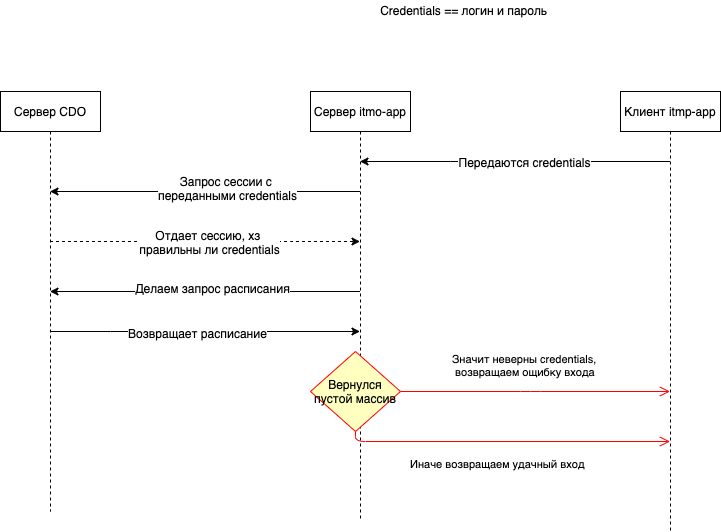 Credentials == логин и пароль
Сервер CDO
Сервер itmo-app
Клиент itmp-app
Передаются credentials
Запрос сессии с
переданными credentials
Отдает сессию, хз
правильны ли credentials
Делаем запрос расписания
Возвращает расписание
Вернулся
пустой массив
Значит неверны credentials,
возвращаем ошибку входа
Иначе возвращаем удачный вход